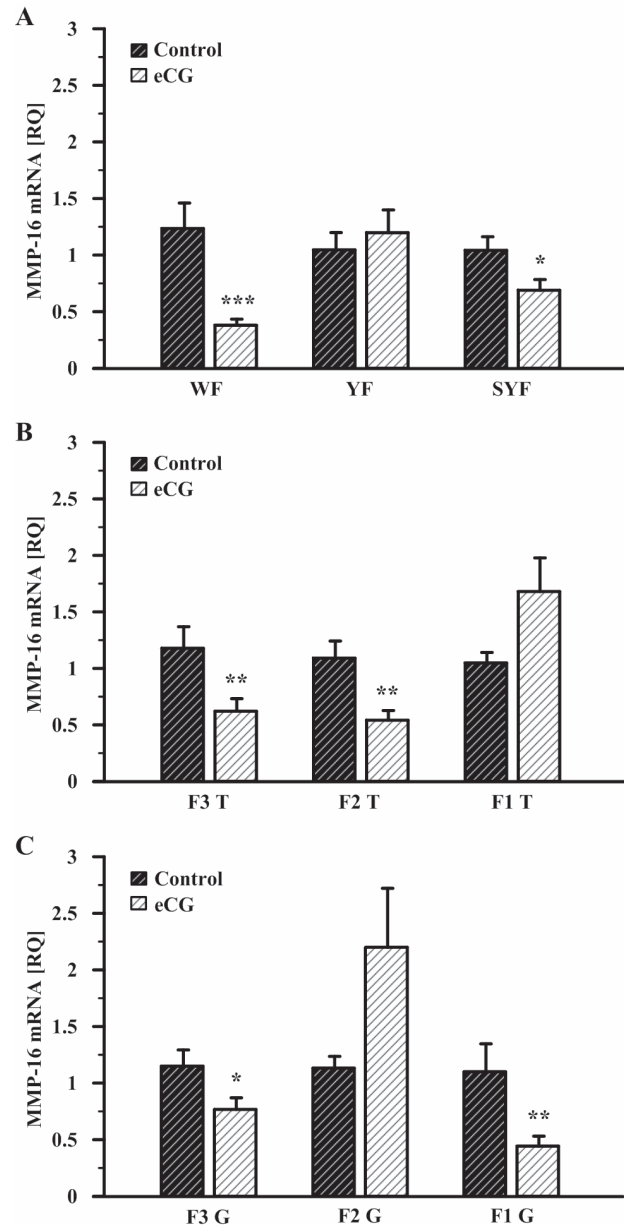 A
MMP-16 mRNA [RQ]
3
2.5
2
1.5
1
0.5
0
Control
eCG
***
*
WF YF SYF
B
MMP-16 mRNA [RQ]
3
2.5
2
1.5
1
0.5
0
Control
eCG
**
**
F3 T F2 T F1 T
C
MMP-16 mRNA [RQ]
3
2.5
2
1.5
1
0.5
0
Control
eCG
*
**
F3 G F2 G F1 G